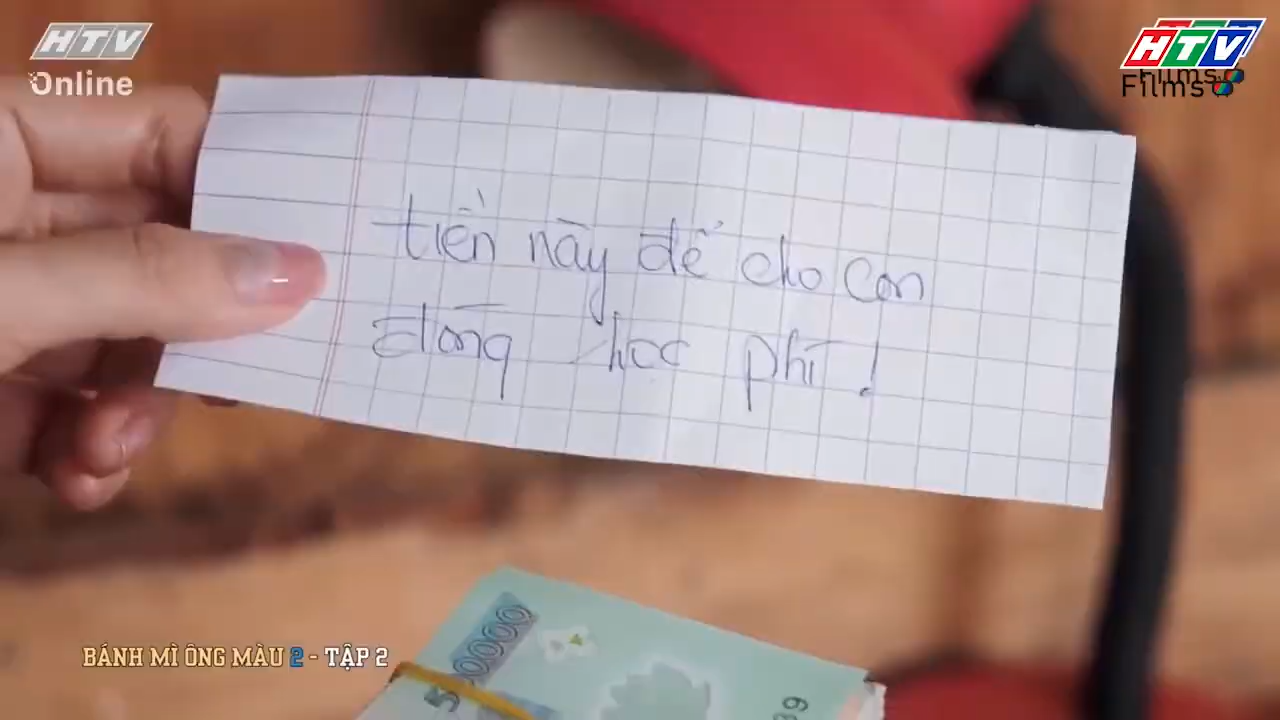 HTV
Online
HTV
Films
tiền này để cho con
đóng học phí!
500000
BÁNH MÌ ÔNG MÀU 2 - TẬP 2